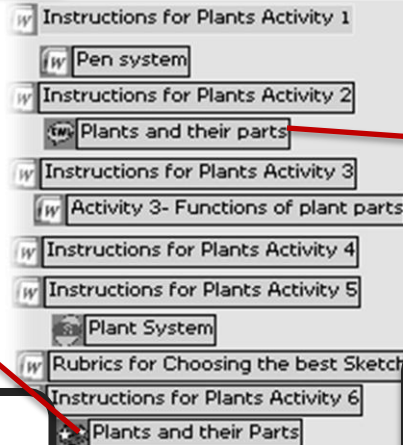 Instructions for Plants Activity 1
Pen system
Instructions for Plants Activity 2
Plants and their parts
Instructions for Plants Activity 3
Activity 3- Functions of plant parts
Instructions for Plants Activity 4
Instructions for Plants Activity 5
Plant System
Rubrics for Choosing the best Sketch
Instructions for Plants Activity 6
Plants and their Parts